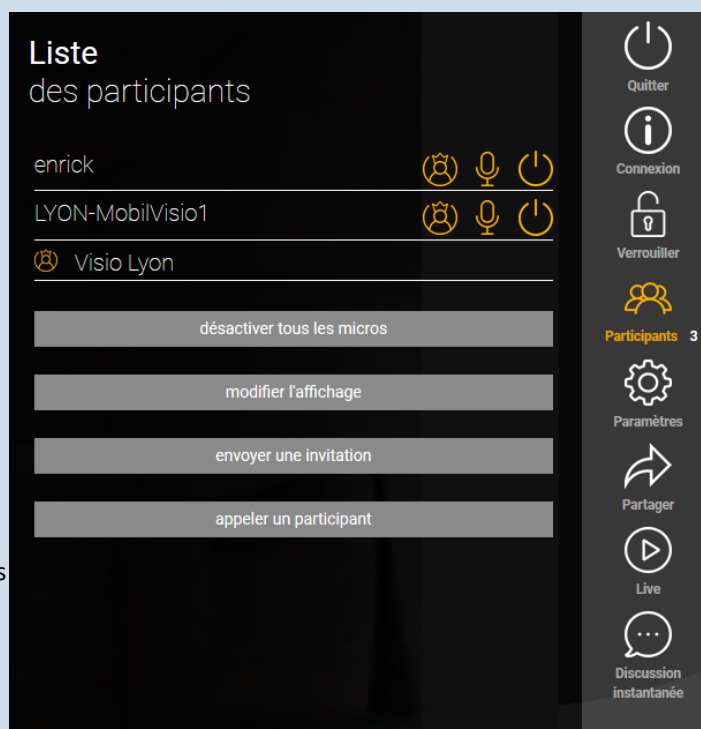 Liste
des participants
enrick
LYON-MobilVisio1
Visio Lyon
désactiver tous les micros
modifier l'affichage
envoyer une invitation
appeler un participant
s
Quitter
Connexion
Verrouiller
Participants 3
Paramètres
Partager
Live
Discussion
instantanée